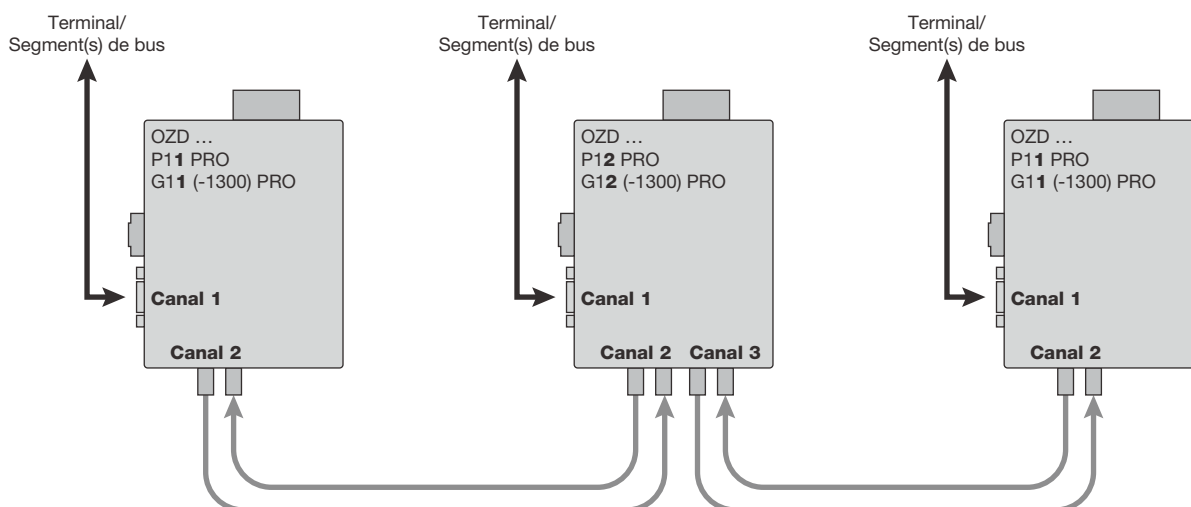 Terminal/
Segment(s) de bus
OZD ...
P11 PRO
G11 (-1300) PRO
Canal 1
Canal 2
Terminal/
Segment(s) de bus
OZD ...
P12 PRO
G12 (-1300) PRO
Canal 1
Canal 2 Canal 3
Terminal/
Segment(s) de bus
OZD ...
P11 PRO
G11 (-1300) PRO
Canal 1
Canal 2